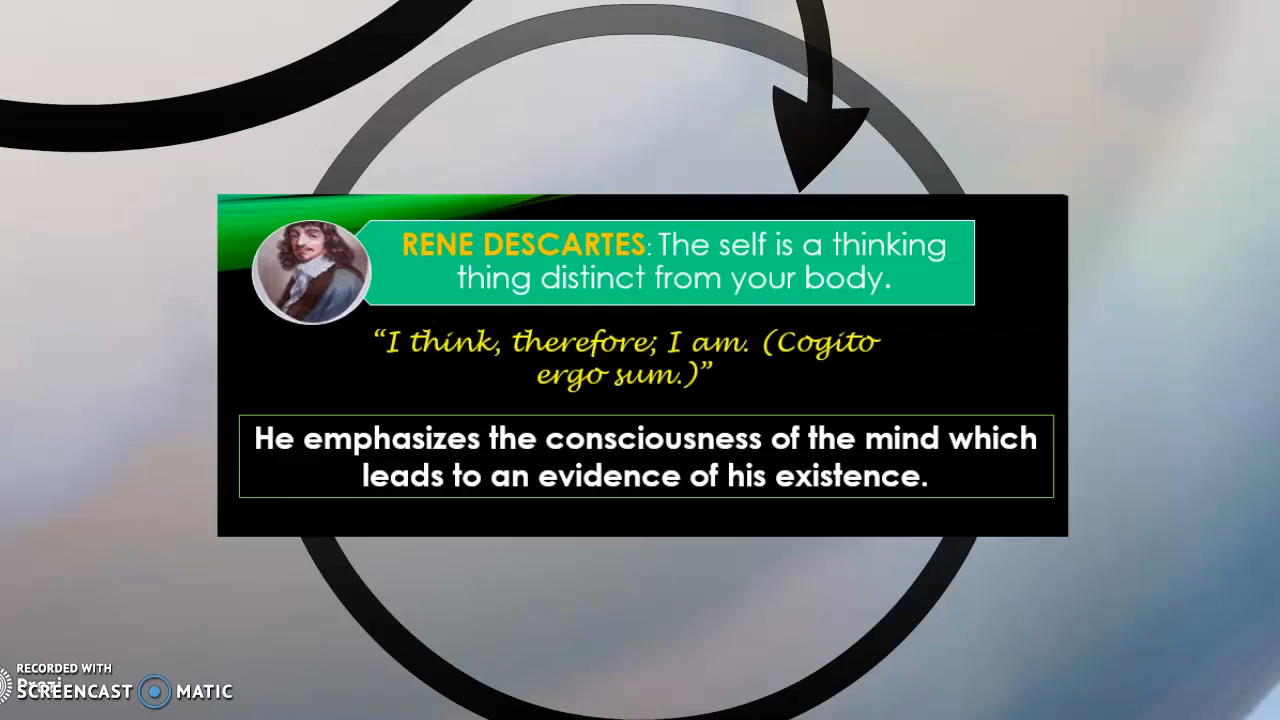 RENE DESCARTES: The self is a thinking
thing distinct from your body.
“I think, therefore; I am. (Cogito
ergo sum.)”
He emphasizes the consciousness of the mind which
leads to an evidence of his existence.
RECORDED WITH
Prezi
SCREENCAST MATIC